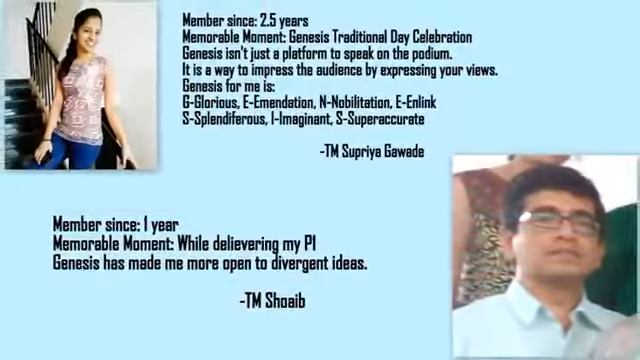 Member since: 2.5 years
Memorable Moment: Genesis Traditional Day Celebration
Genesis isn't just a platform to speak on the podium.
It is a way to impress the audience by expressing your views.
Genesis for me is:
G-Glorious, E-Emendation, N-Nobilitation, E-Enlink
S-Splendiferous, I-Imaginant, S-Superaccurate
-TM Supriya Gawade
Member since: 1 year
Memorable Moment: While delievering my P1
Genesis has made me more open to divergent ideas.
-TM Shoaib